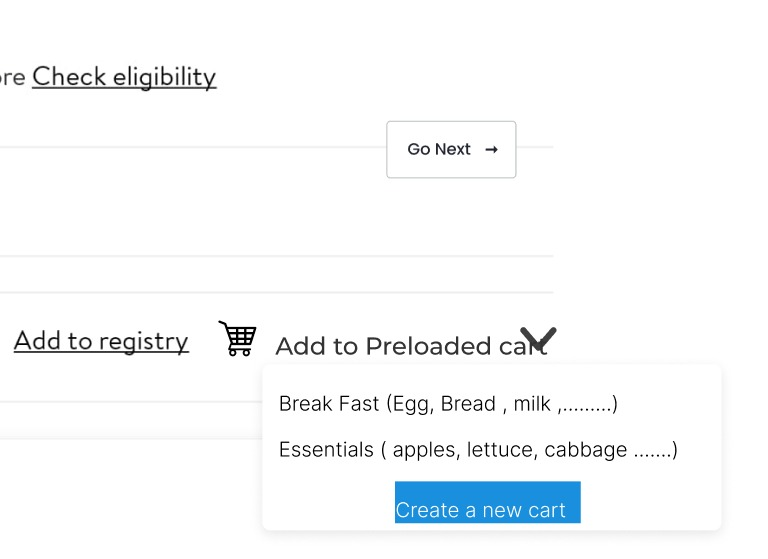 ore Check eligibility
Go Next →
Add to registry Add to Preloaded cart
Break Fast (Egg, Bread , milk ,.........)
Essentials ( apples, lettuce, cabbage .......)
Create a new cart